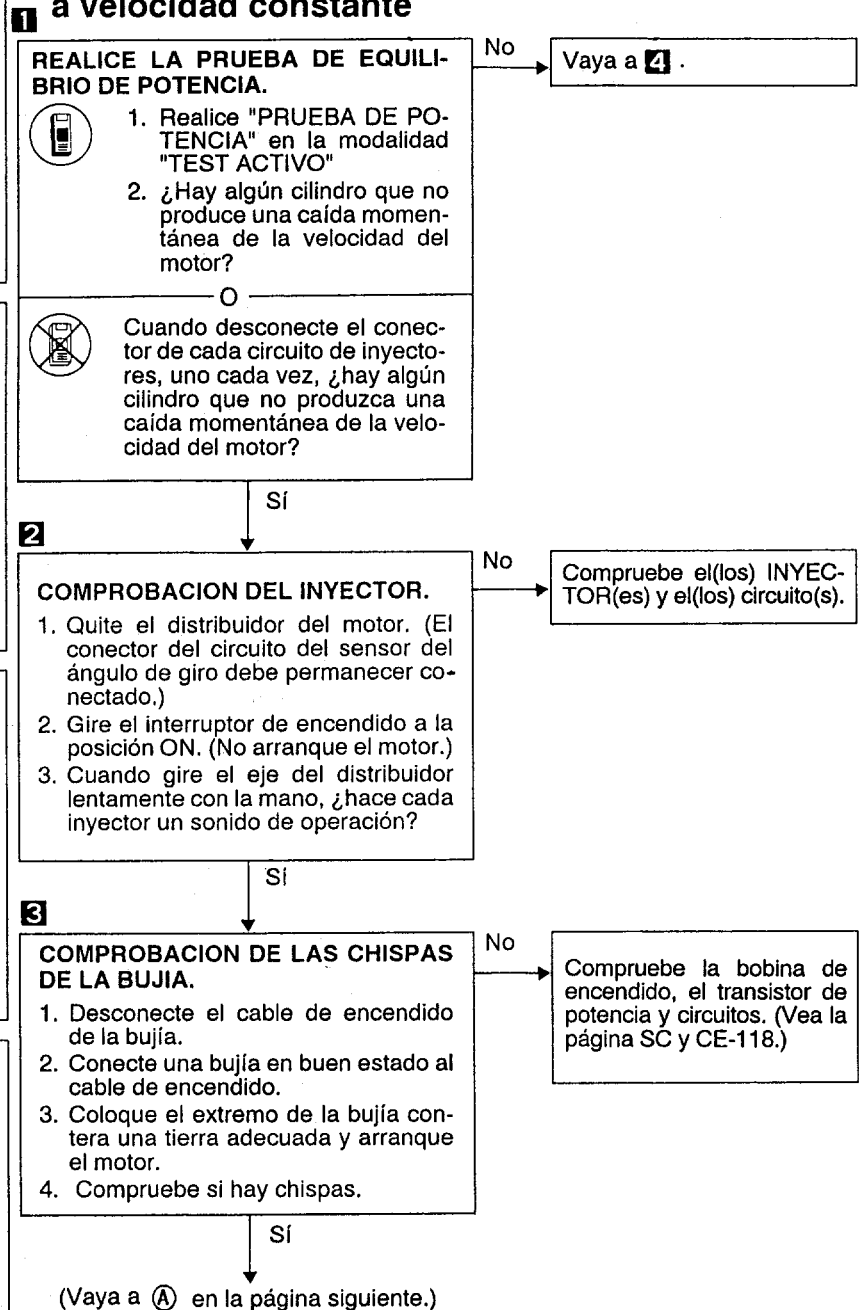 a velocidad constante
1
REALICE LA PRUEBA DE EQUILI-
BRIO DE POTENCIA.
1. Realice "PRUEBA DE PO-
TENCIA" en la modalidad
"TEST ACTIVO"
2. ¿Hay algún cilindro que no
produce una caída momen-
tánea de la velocidad del
motor?
O
Cuando desconecte el conec-
tor de cada circuito de inyecto-
res, uno cada vez, ¿hay algún
cilindro que no produzca una
caída momentánea de la velo-
cidad del motor?
No
Vaya a 4 .
Sí
2
COMPROBACION DEL INYECTOR.
1. Quite el distribuidor del motor. (El
conector del circuito del sensor del
ángulo de giro debe permanecer co-
nectado.)
2. Gire el interruptor de encendido a la
posición ON. (No arranque el motor.)
3. Cuando gire el eje del distribuidor
lentamente con la mano, ¿hace cada
inyector un sonido de operación?
No
Compruebe el(los) INYEC-
TOR(es) y el(los) circuito(s).
Sí
3
COMPROBACION DE LAS CHISPAS
DE LA BUJIA.
1. Desconecte el cable de encendido
de la bujía.
2. Conecte una bujía en buen estado al
cable de encendido.
3. Coloque el extremo de la bujía con-
tera una tierra adecuada y arranque
el motor.
4. Compruebe si hay chispas.
No
Compruebe la bobina de
encendido, el transistor de
potencia y circuitos. (Vea la
página SC y CE-118.)
Sí
(Vaya a Ⓐ en la página siguiente.)